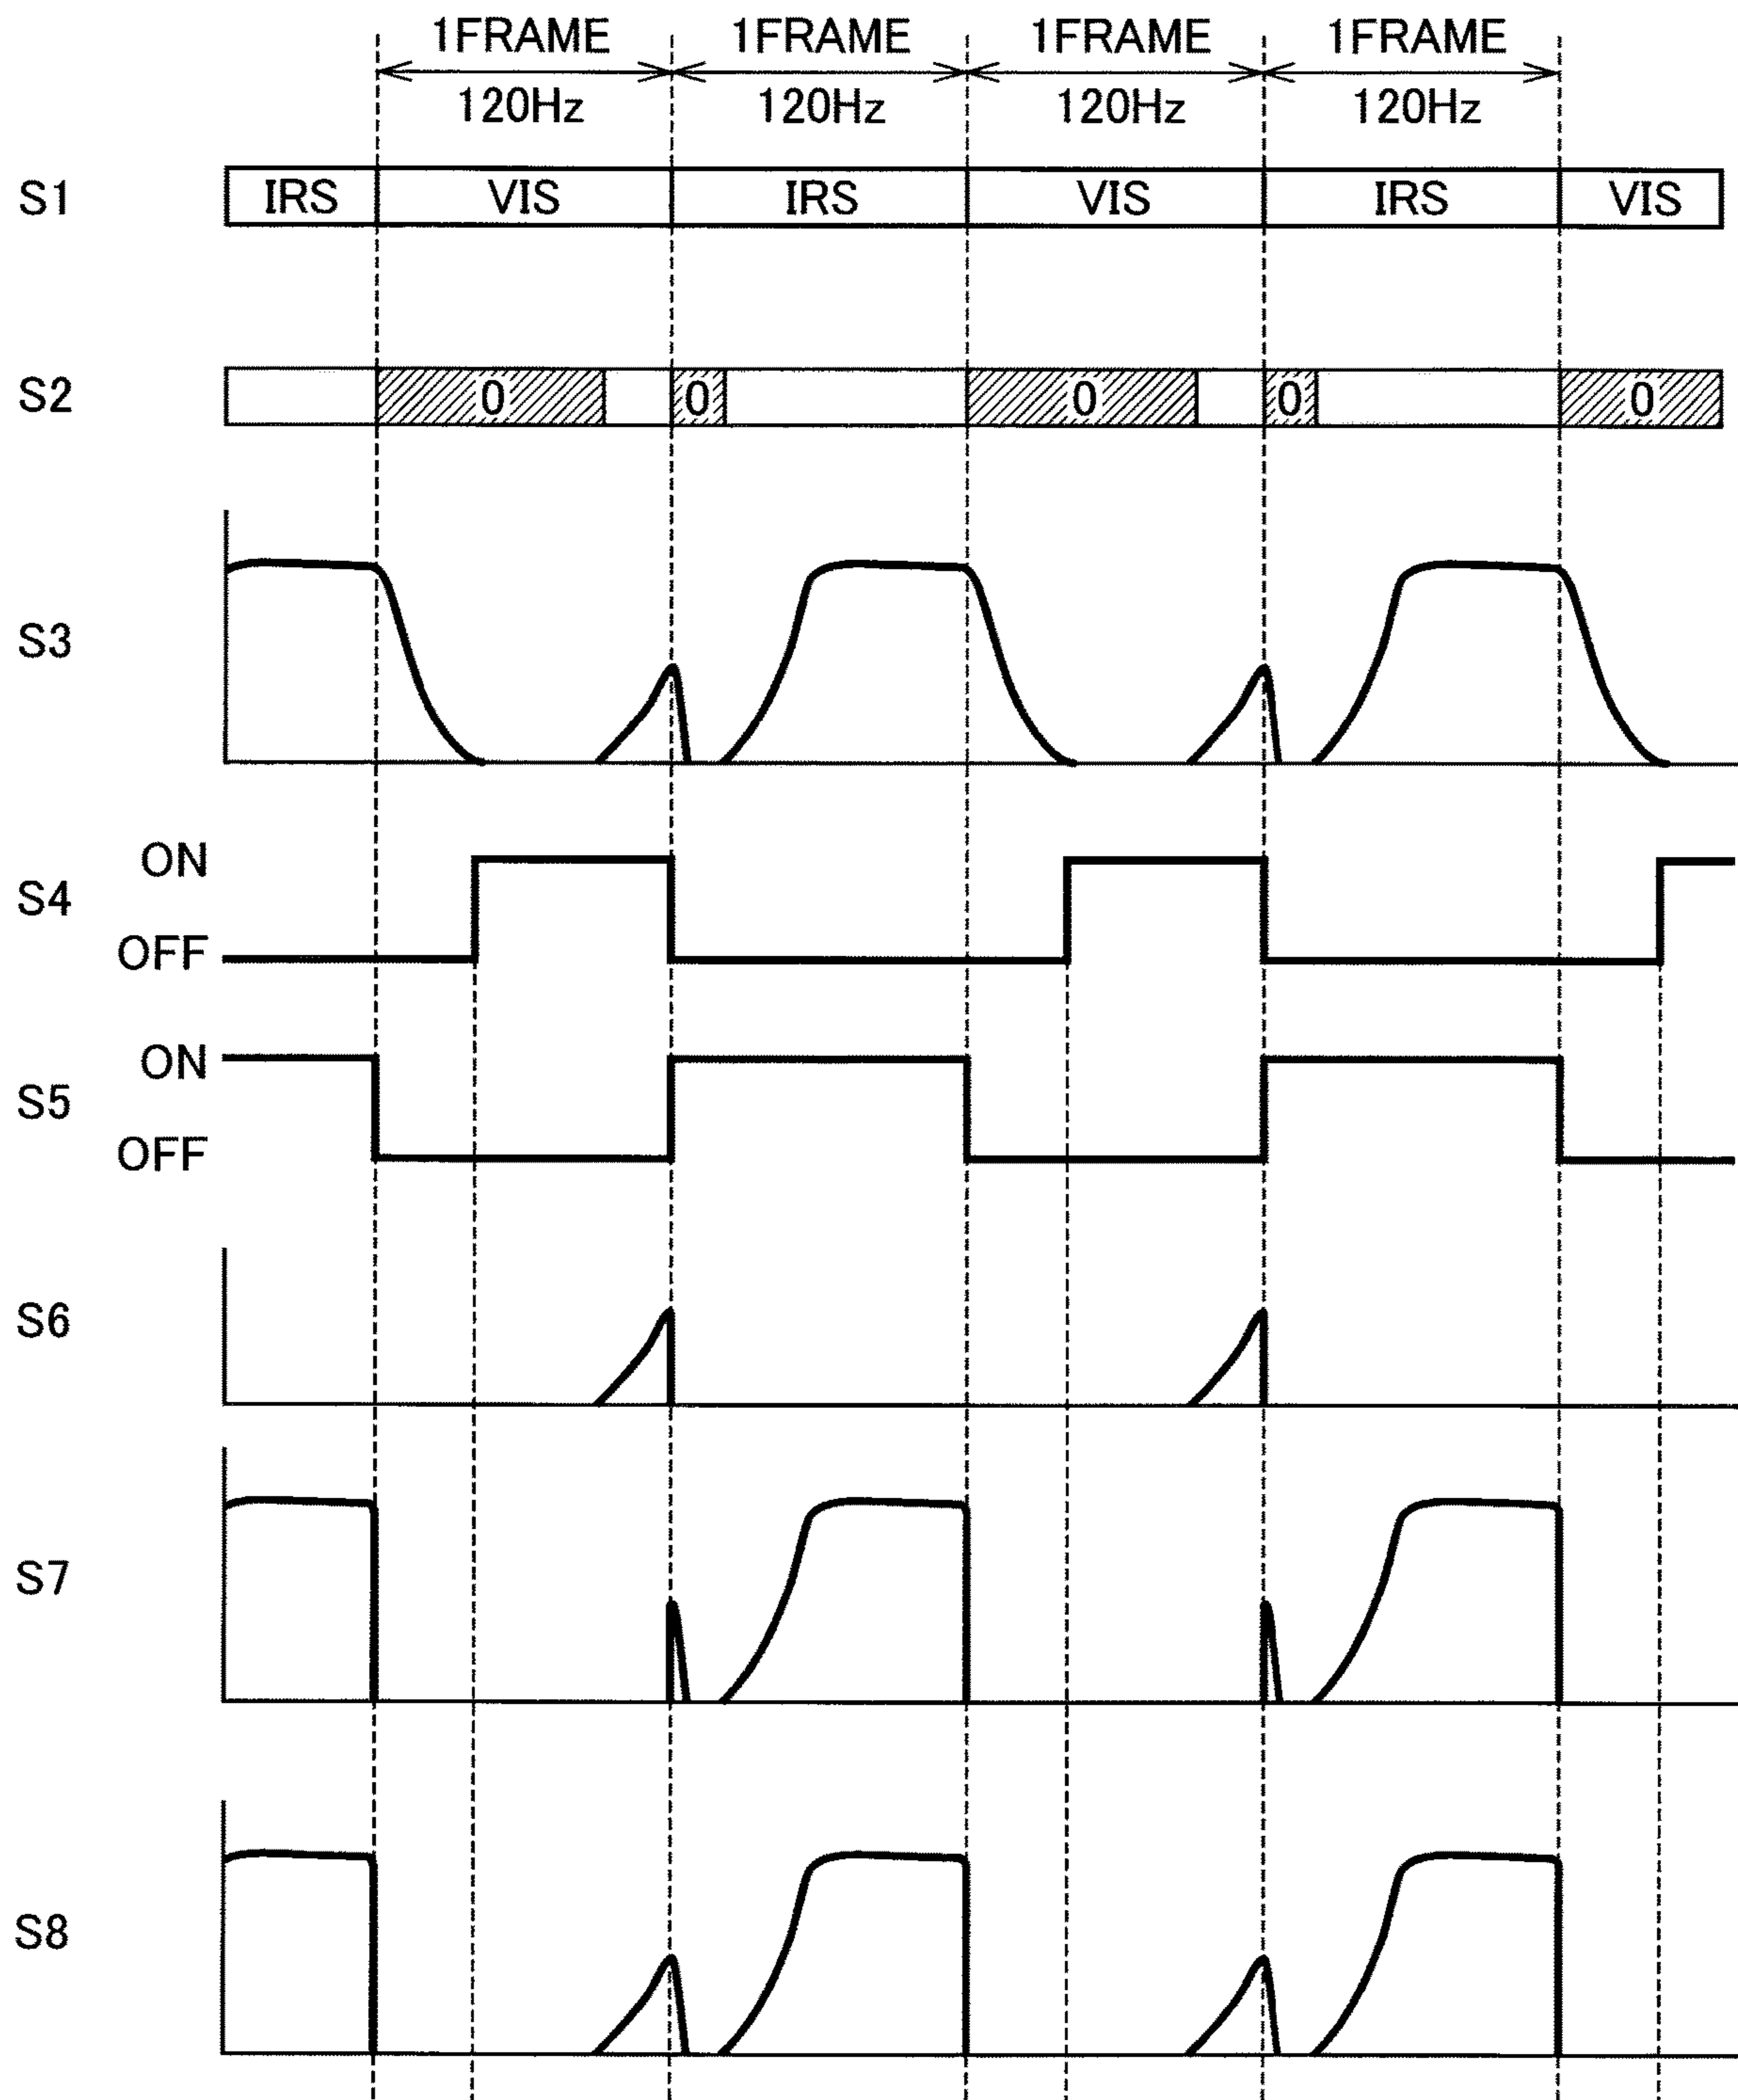 1FRAME 1FRAME 1FRAME 1FRAME
120Hz 120Hz 120Hz 120Hz
S1 IRS VIS IRS VIS IRS VIS
S2 0 0 0 0 0
S3
ON
S4
OFF
ON
S5
OFF
S6
S7
S8